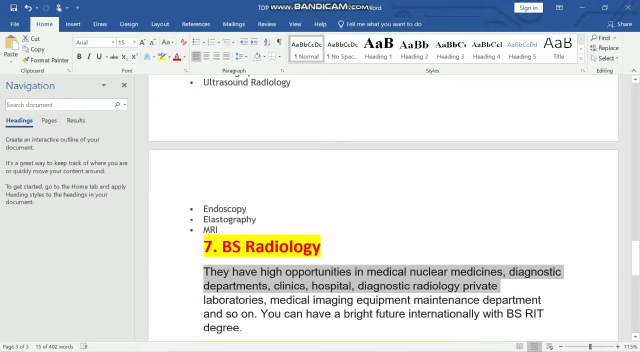 TOP
www.BANDICAM.com
Word
Sign in
File
Home
Insert
Draw
Design
Layout
References
Mailings
Review
View
Help
Tell me what you want to do
Share
Paste
Cut
Copy
Format Painter
Clipboard
Arial
15
Font
Paragraph
AaBbCcDc AaBbCcDc AaB AaBb AaBbC AaBbCcI AaBbCcDd AaB
1 Normal
1 No Spac...
Heading 1
Heading 2
Heading 3
Heading 4
Heading 5
Title
Styles
Find
Replace
Select
Editing
Navigation
Search document
Headings Pages Results
Create an interactive outline of your
document.
It's a great way to keep track of where you are
or quickly move your content around.
To get started, go to the Home tab and apply
Heading styles to the headings in your
document.
Ultrasound Radiology
Endoscopy
Elastography
MRI
7. BS Radiology
They have high opportunities in medical nuclear medicines, diagnostic
departments, clinics, hospital, diagnostic radiology private
laboratories, medical imaging equipment maintenance department
and so on. You can have a bright future internationally with BS RIT
degree.
Page 3 of 3
15 of 402 words
115%